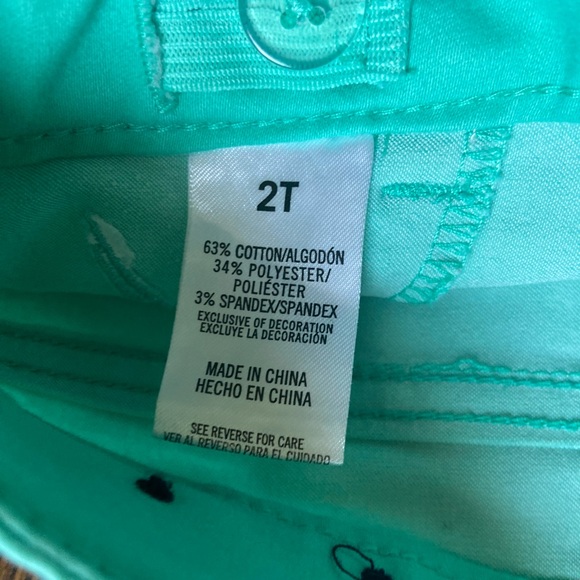 2T
63% COTTON/ALGODÓN
34% POLYESTER/
POLIÉSTER
3% SPANDEX/SPANDEX
EXCLUSIVE OF DECORATION
EXCLUYE LA DECORACIÓN
MADE IN CHINA
HECHO EN CHINA
SEE REVERSE FOR CARE
VER AL REVERSO PARA EL CUIDADO